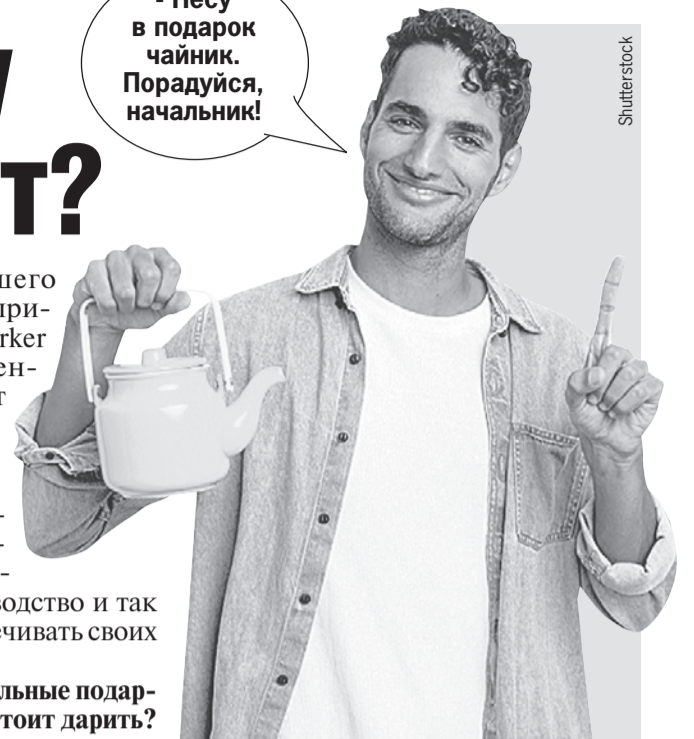 - Несу
в подарок
чайник.
Порадуйся,
начальник!
Shutterstock
т?
шего
при-
rker
ен-
т
-
-
-
водство и так
ечивать своих
льные подар-
тоит дарить?